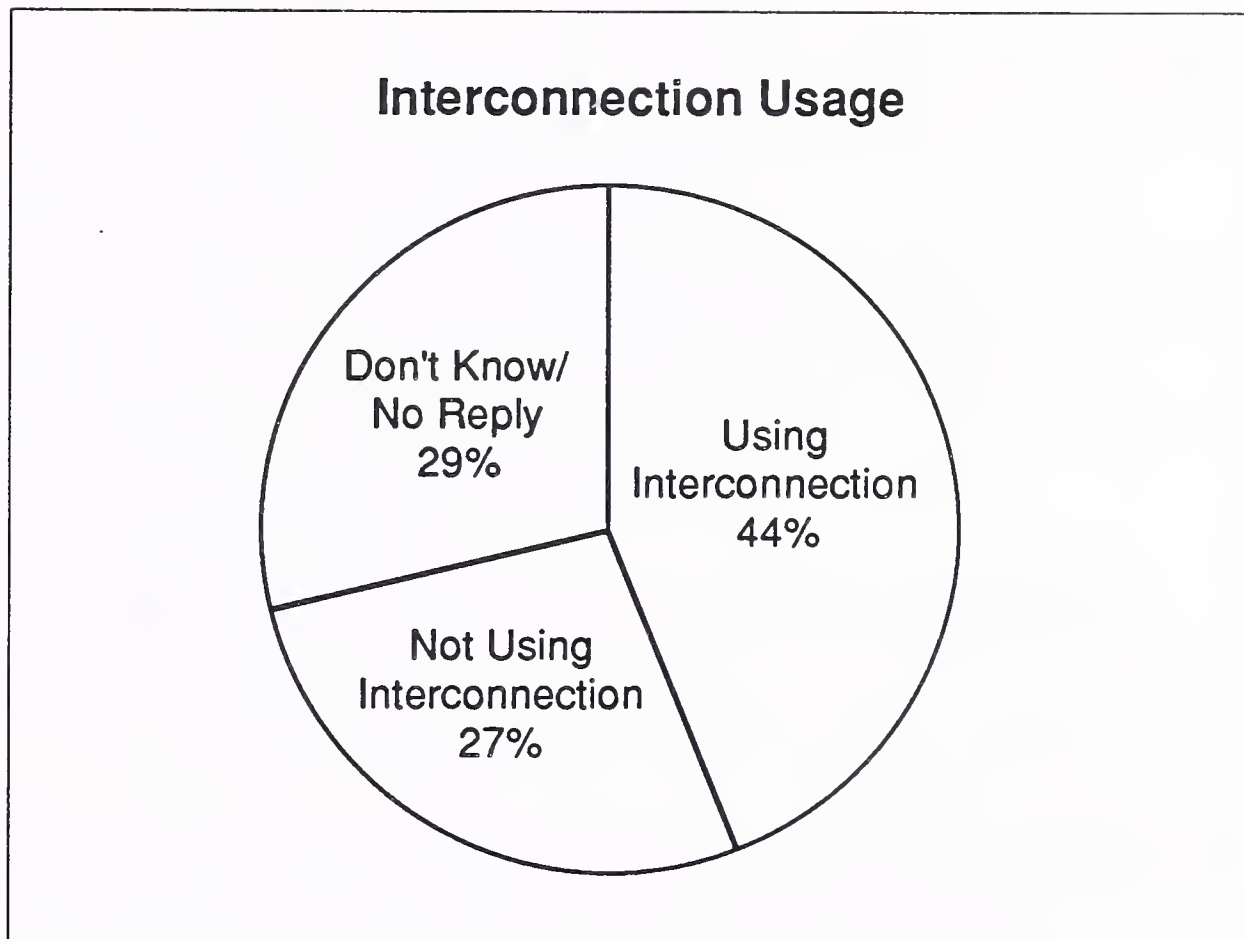 Interconnection Usage
Don't Know/
No Reply
29%
Using
Interconnection
44%
Not Using
Interconnection
27%